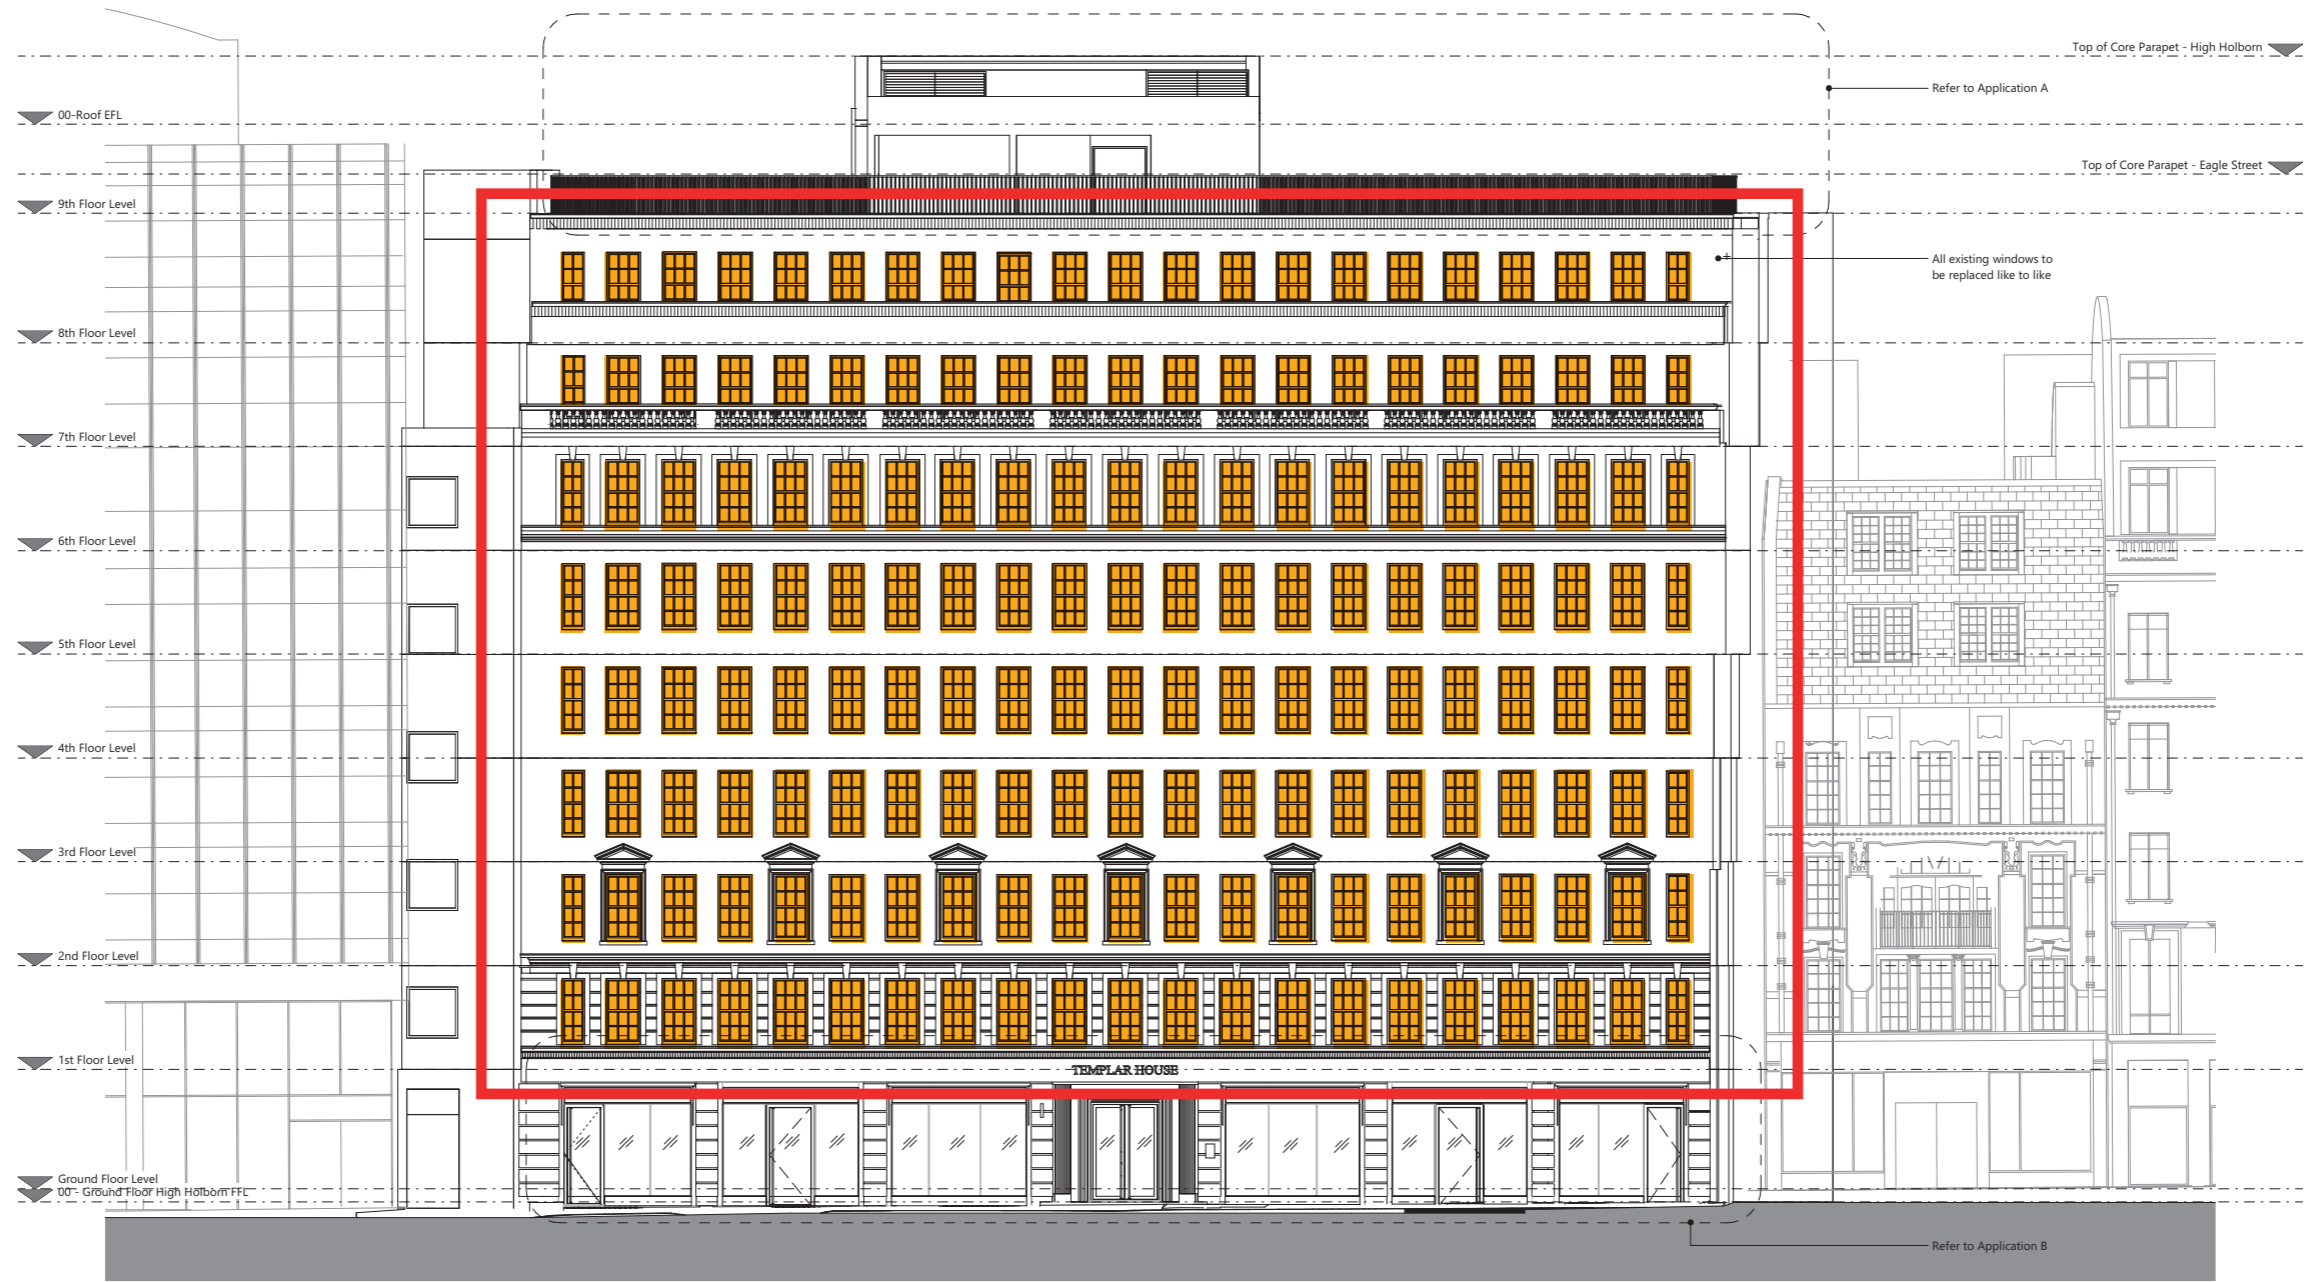 Top of Core Parapet - High Holborn
Refer to Application A
00-Roof EFL
Top of Core Parapet - Eagle Street
9th Floor Level
All existing windows to
be replaced like to like
8th Floor Level
7th Floor Level
6th Floor Level
5th Floor Level
4th Floor Level
3rd Floor Level
2nd Floor Level
1st Floor Level
TEMPLAR HOUSE
Ground Floor Level
00 - Ground Floor High Holborn FFL
Refer to Application B